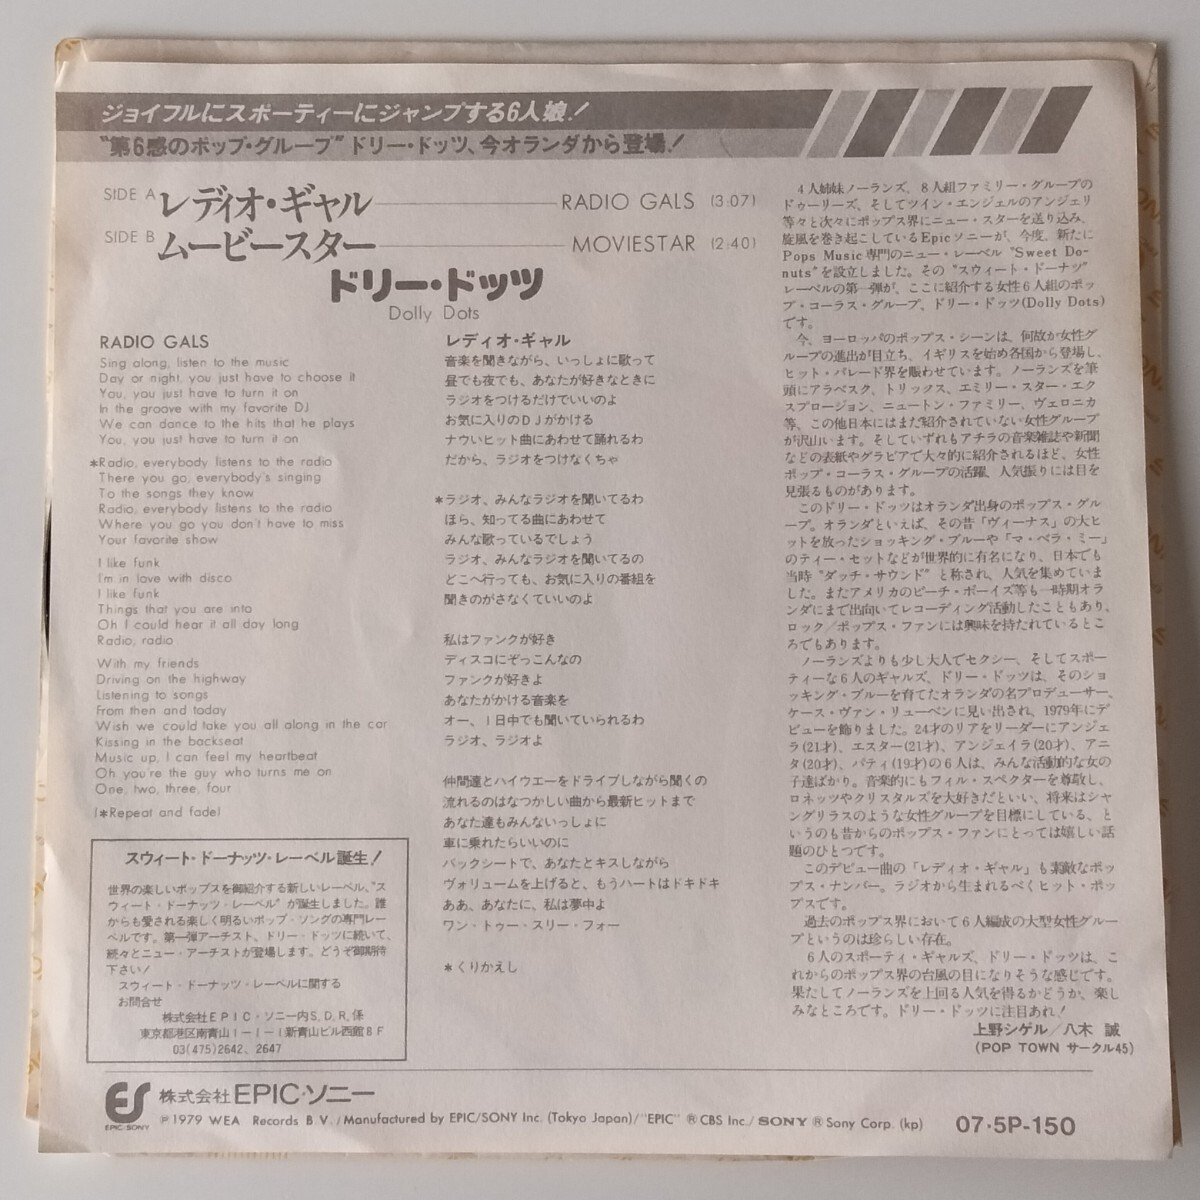 ジョイフルにスポーティーにジャンプする6人娘!
“第6感のポップ・グループ”ドリー・ドッツ、今オランダから登場!
SIDE A レディオ・ギャル RADIO GALS (3:07)
SIDE B ムービースター MOVIESTAR (2:40)
ドリー・ドッツ
Dolly Dots
RADIO GALS
Sing along, listen to the music
Day or night, you just have to choose it
You, you just have to turn it on
In the groove with my favorite DJ
We can dance to the hits that he plays
You, you just have to turn it on
*Radio, everybody listens to the radio
There you go, everybody's singing
To the songs they know
Radio, everybody listens to the radio
Where you go you don't have to miss
Your favorite show
I like funk
I'm in love with disco
I like funk
Things that you are into
Oh I could hear it all day long
Radio, radio
With my friends
Driving on the highway
Listening to songs
From then and today
Wish we could take you all along in the car
Kissing in the backseat
Music up, I can feel my heartbeat
Oh you're the guy who turns me on
One, two, three, four
(*Repeat and fade)
レディオ・ギャル
音楽を聞きながら、いっしょに歌って
昼でも夜でも、あなたが好きなときに
ラジオをつけるだけでいいのよ
お気に入りのDJがかける
ナウいヒット曲にあわせて踊れるわ
だから、ラジオをつけなくちゃ
*ラジオ、みんなラジオを聞いてるわ
ほら、知ってる曲にあわせて
みんな歌っているでしょう
ラジオ、みんなラジオを聞いてるの
どこへ行っても、お気に入りの番組を
聞きのがさなくていいのよ
私はファンクが好き
ディスコにぞっこんなの
ファンクが好きよ
あなたがかける音楽を
オー、1日中でも聞いていられるわ
ラジオ、ラジオよ
仲間達とハイウエーをドライブしながら聞くの
流れるのはなつかしい曲から最新ヒットまで
あなた達もみんないっしょに
車に乗れたらいいのに
バックシートで、あなたとキスしながら
ヴォリュームを上げると、もうハートはドキドキ
ああ、あなたに、私は夢中よ
ワン・トゥー・スリー・フォー
*くりかえし
4人姉妹ノーランズ、8人組ファミリー・グループの
ドゥーリーズ、そしてツイン・エンジェルのアンジェリ
等々と次々にポップス界にニュー・スターを送り込み、
旋風を巻き起こしているEpicソニーが、今度、新たに
Pops Music専門のニュー・レーベル“Sweet Do-
nuts”を設立しました。その“スウィート・ドーナツ”
レーベルの第一弾が、ここに紹介する女性6人組のポッ
プ・コーラス・グループ、ドリー・ドッツ(Dolly Dots)
です。
今、ヨーロッパのポップス・シーンは、何故か女性グ
ループの進出が目立ち、イギリスを始め各国から登場し、
ヒット・パレード界を賑わせています。ノーランズを筆
頭にアラベスク、トリックス、エミリー・スター・エク
スプロージョン、ニュートン・ファミリー、ヴェロニカ
等、この他日本にはまだ紹介されていない女性グループ
が沢山います。そしていずれもアチラの音楽雑誌や新聞
などの表紙やグラビアで大々的に紹介されるほど、女性
ポップ・コーラス・グループの活躍、人気振りには目を
見張るものがあります。
このドリー・ドッツはオランダ出身のポップス・グル
ープ。オランダといえば、その昔「ヴィーナス」の大ヒ
ットを放ったショッキング・ブルーや「マ・ベラ・ミー」
のティー・セットなどが世界的に有名になり、日本でも
当時“ダッチ・サウンド”と称され、人気を集めていま
した。またアメリカのビーチ・ボーイズ等も一時期オラ
ンダにまで出向いてレコーディング活動したこともあり、
ロック/ポップス・ファンには興味を持たれているとこ
ろでもあります。
ノーランズよりも少し大人でセクシー、そしてスポー
ティーな6人のギャルズ、ドリー・ドッツは、そのショ
ッキング・ブルーを育てたオランダの名プロデューサー、
ケース・ヴァン・リューベンに見い出され、1979年にデ
ビューを飾りました。24才のリアをリーダーにアンジェ
ラ(21才)、エスター(21才)、アンジェイラ(20才)、アニ
タ(20才)、パティ(19才)の6人は、みんな活動的な女の
子達ばかり。音楽的にもフィル・スペクターを尊敬し、
ロネッツやクリスタルズを大好きだといい、将来はシャ
ングリラスのような女性グループを目標にしている、と
いうのも昔からのポップス・ファンにとっては嬉しい話
題のひとつです。
このデビュー曲の「レディオ・ギャル」も素敵なポッ
プス・ナンバー。ラジオから生まれるべくヒット・ポッ
プスです。
過去のポップス界において6人編成の大型女性グルー
プというのは珍らしい存在。
6人のスポーティ・ギャルズ、ドリー・ドッツは、こ
れからのポップス界の台風の目になりそうな感じです。
果たしてノーランズを上回る人気を得るかどうか、楽し
みなところです。ドリー・ドッツに注目あれ!
上野シゲル/八木 誠
(POP TOWN サークル45)
スウィート・ドーナッツ・レーベル誕生!
世界の楽しいポップスを御紹介する新しいレーベル、“ス
ウィート・ドーナッツ・レーベル”が誕生しました。誰
からも愛される楽しく明るいポップ・ソングの専門レー
ベルです。第一弾アーチスト、ドリー・ドッツに続いて、
続々とニュー・アーチストが登場します。どうぞ御期待
下さい!
スウィート・ドーナッツ・レーベルに関する
お問合せ
株式会社EPIC・ソニー内S.D.R.係
東京都港区南青山1-1-1新青山ビル西館8F
03(475)2642、2647
ES
EPIC/SONY
株式会社EPIC・ソニー
℗1979 WEA Records B.V./Manufactured by EPIC/SONY Inc. (Tokyo Japan)/"EPIC" ® CBS Inc./SONY ® Sony Corp. (kp)
07・5P-150